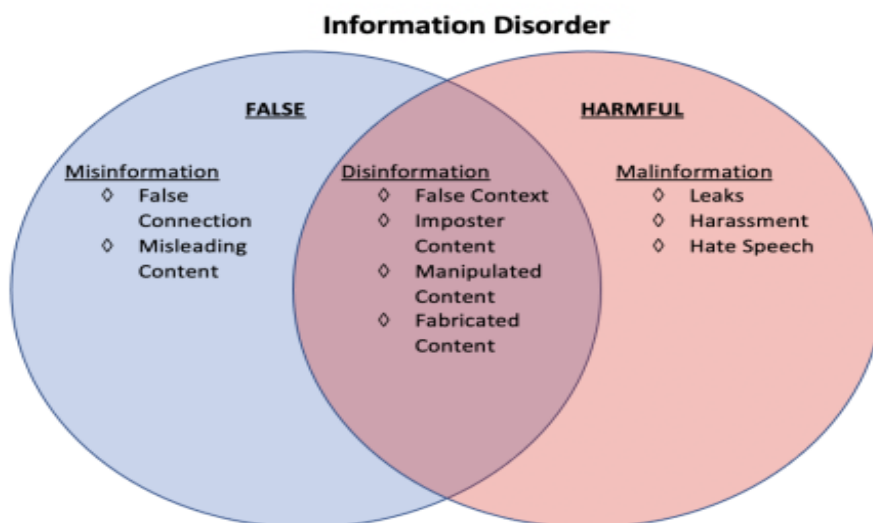 Information Disorder
FALSE
HARMFUL
Misinformation
◊ False
Connection
◊ Misleading
Content
Disinformation
◊ False Context
◊ Imposter
Content
◊ Manipulated
Content
◊ Fabricated
Content
Malinformation
◊ Leaks
◊ Harassment
◊ Hate Speech